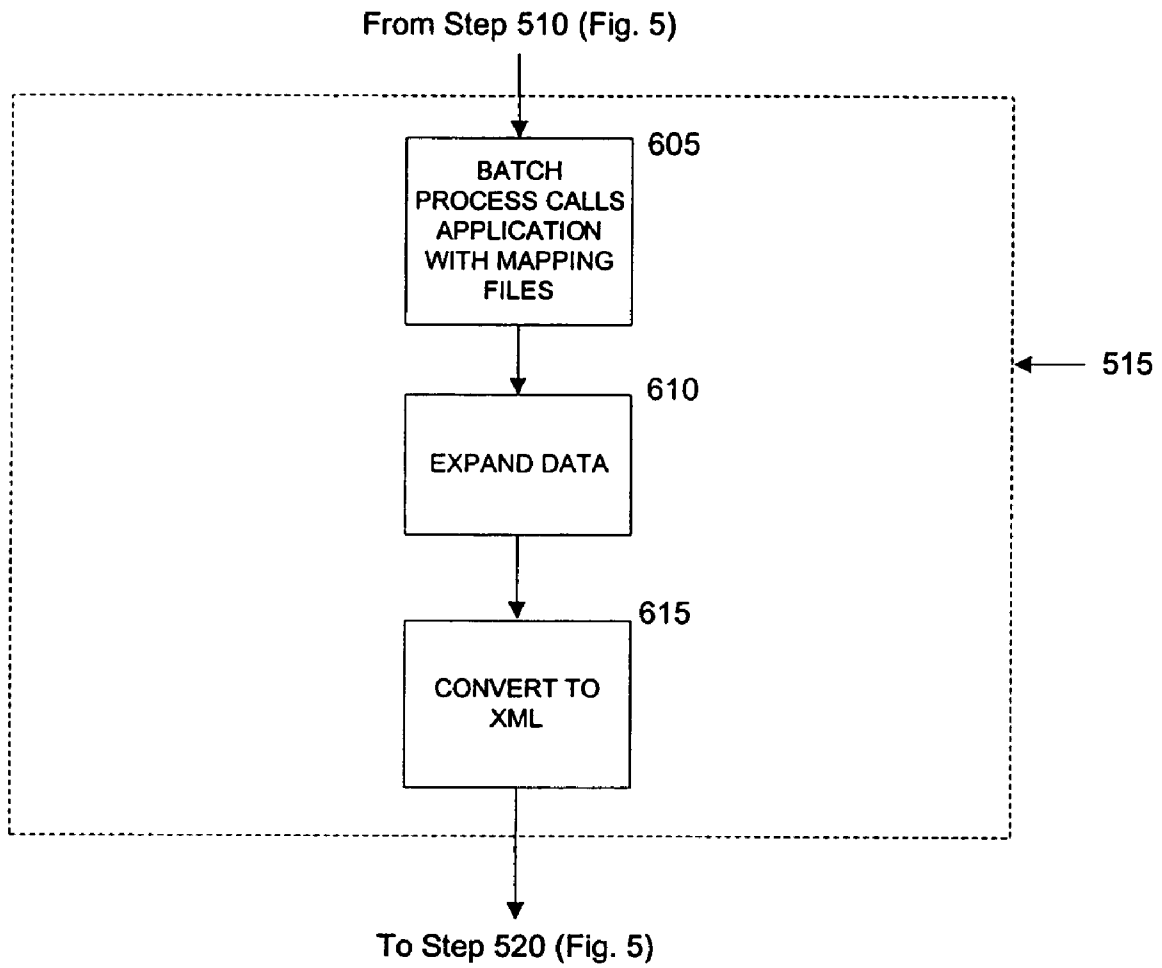 From Step 510 (Fig. 5)
605
BATCH
PROCESS CALLS
APPLICATION
WITH MAPPING
FILES
515
610
EXPAND DATA
615
CONVERT TO
XML
To Step 520 (Fig. 5)